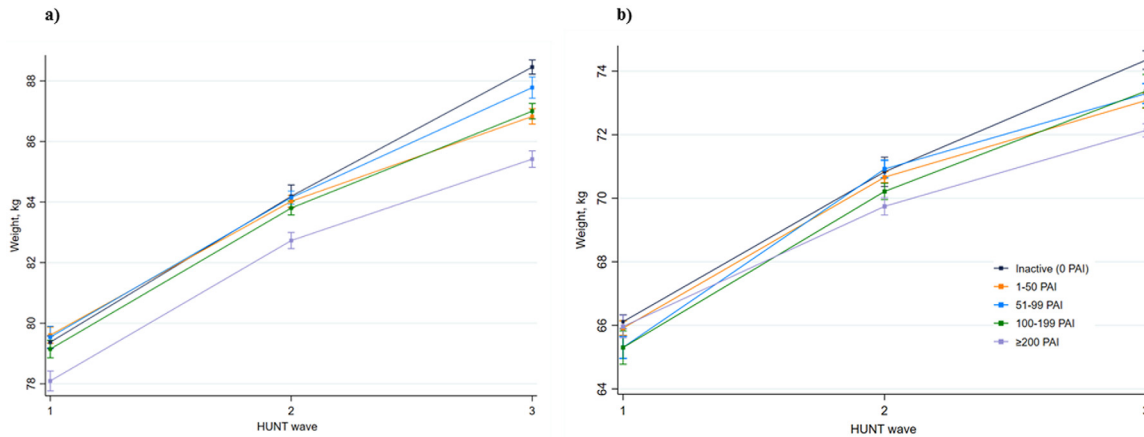 a)
Weight, kg
88
86
84
82
80
78
1 2 3
HUNT wave
b)
Weight, kg
74
72
70
68
66
64
Inactive (0 PAI)
1-50 PAI
51-99 PAI
100-199 PAI
≥200 PAI
1 2 3
HUNT wave